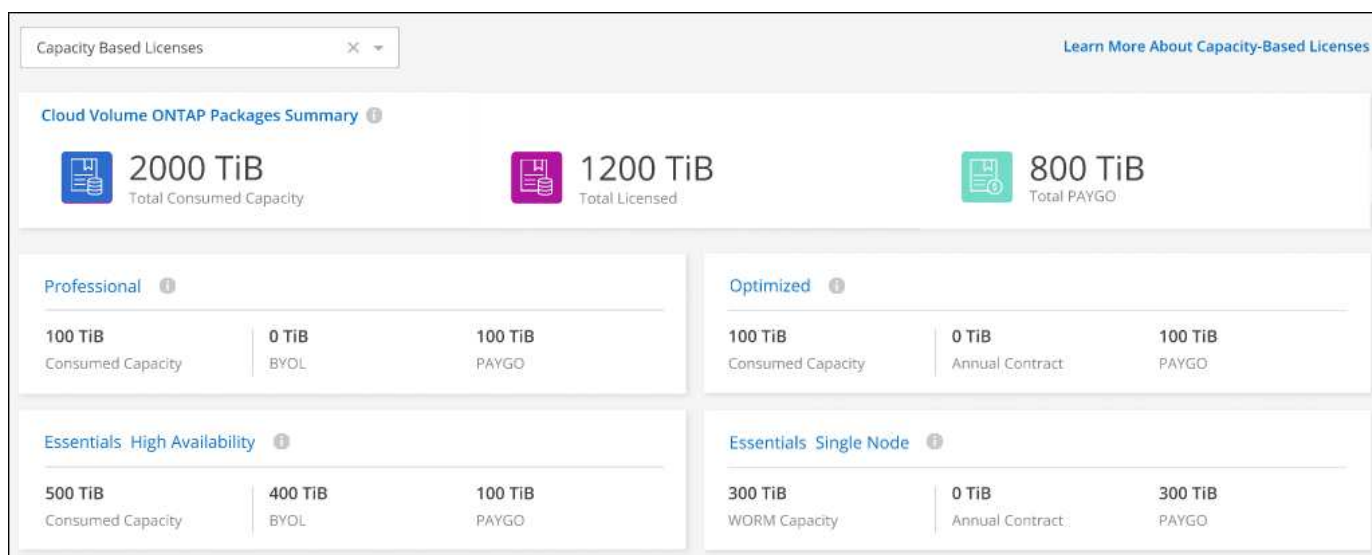 Capacity Based Licenses
Learn More About Capacity-Based Licenses
Cloud Volume ONTAP Packages Summary
2000 TiB
Total Consumed Capacity
1200 TiB
Total Licensed
800 TiB
Total PAYGO
Professional
100 TiB
Consumed Capacity
0 TiB
BYOL
100 TiB
PAYGO
Optimized
100 TiB
Consumed Capacity
0 TiB
Annual Contract
100 TiB
PAYGO
Essentials High Availability
500 TiB
Consumed Capacity
400 TiB
BYOL
100 TiB
PAYGO
Essentials Single Node
300 TiB
WORM Capacity
0 TiB
Annual Contract
300 TiB
PAYGO